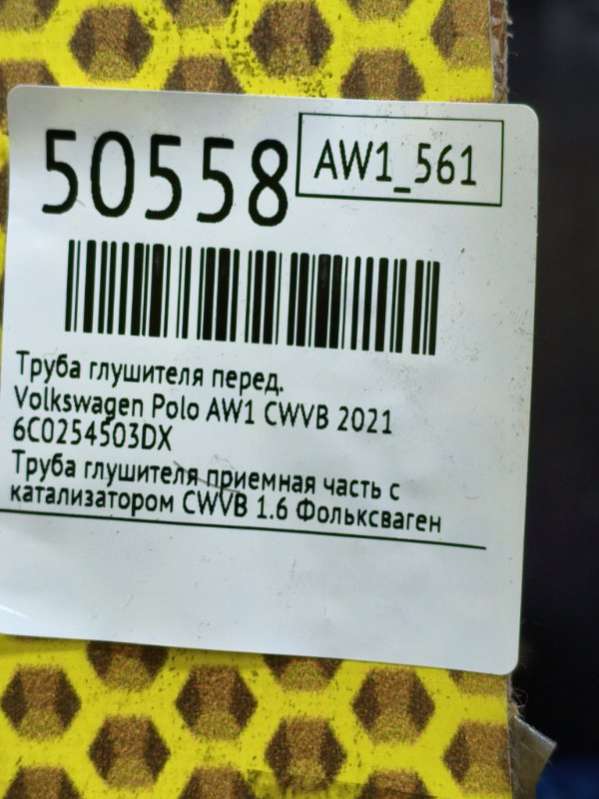 50558
AW1_561
Труба глушителя перед.
Volkswagen Polo AW1 CWVB 2021
6C0254503DX
Труба глушителя приемная часть с
катализатором CWVB 1.6 Фольксваген